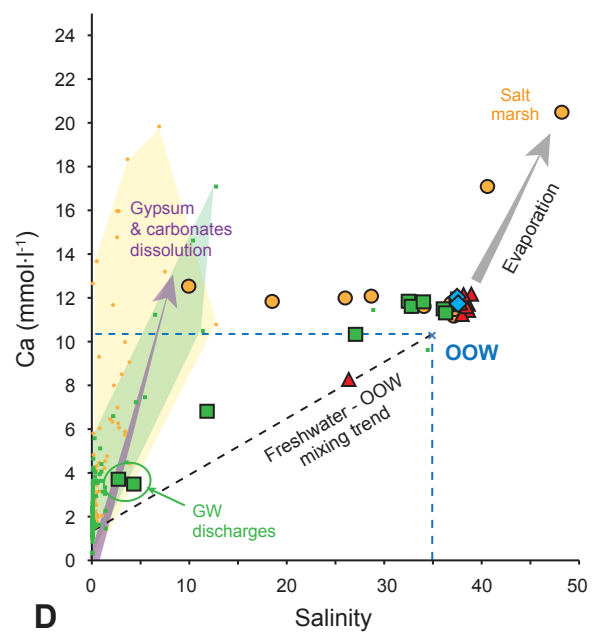 24
22
20
18
16
14
12
10
8
6
4
2
0
Ca (mmol·l-1)
Salt
marsh
Gypsum
& carbonates
dissolution
Evaporation
OOW
Freshwater - OOW
mixing trend
GW
discharges
0
10
20
30
40
50
Salinity
D